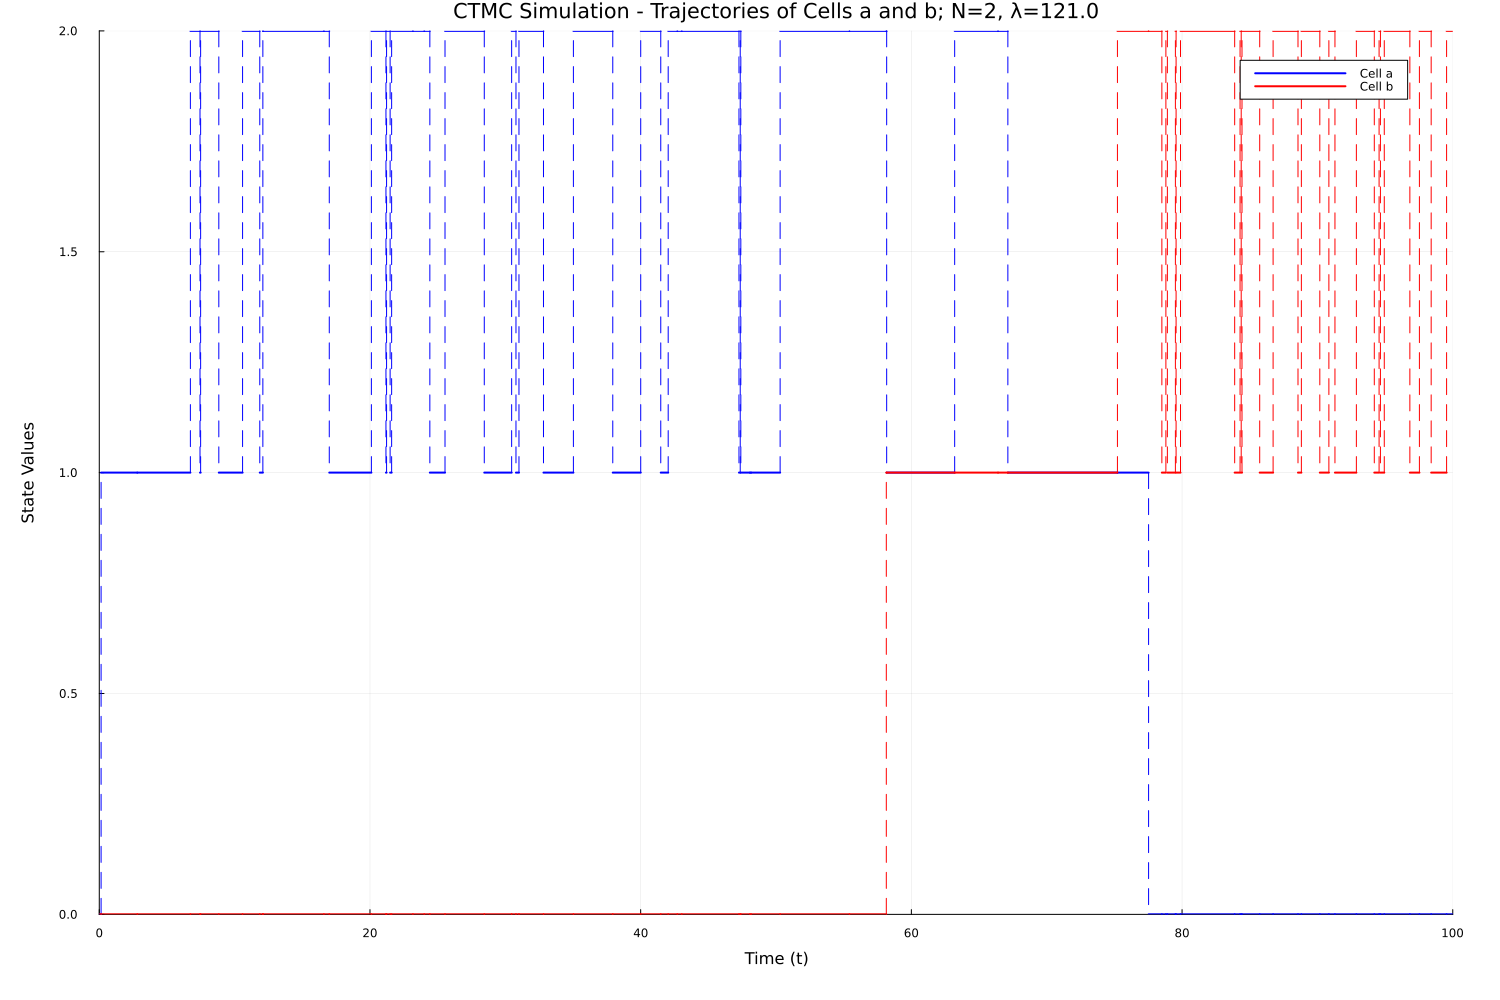 CTMC Simulation - Trajectories of Cells a and b; N=2, λ=121.0
2.0
Cell a
Cell b
1.5
State Values
1.0
0.5
0.0
0 20 40 60 80 100
Time (t)